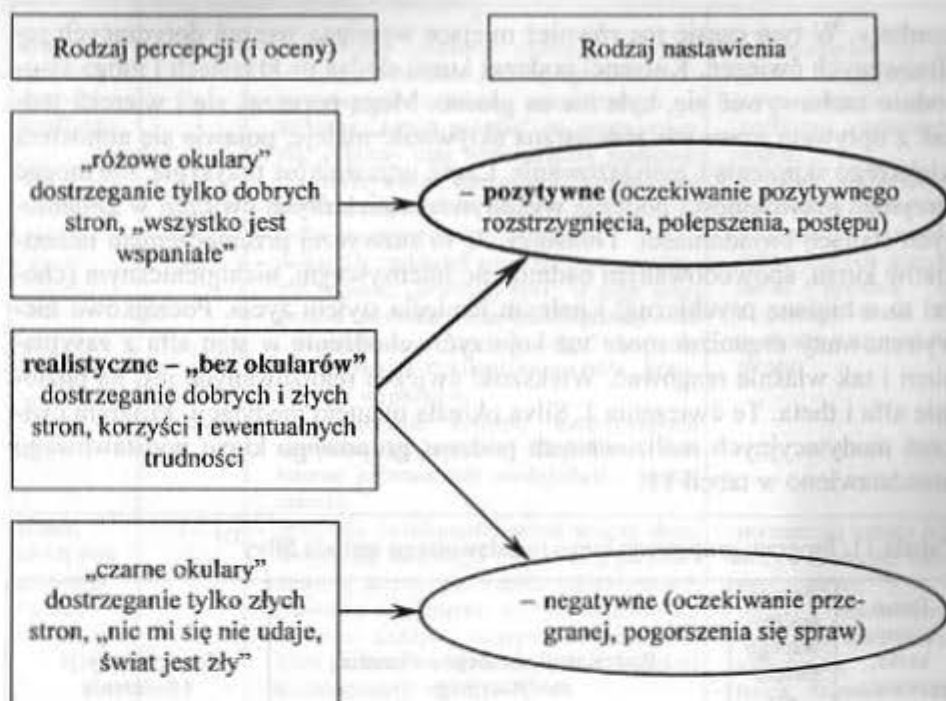 Rodzaj percepcji (i oceny)
Rodzaj nastawienia
„różowe okulary”
dostrzeganie tylko dobrych
stron, „wszystko jest
wspaniałe”
– pozytywne (oczekiwanie pozytywnego
rozstrzygnięcia, polepszenia, postępu)
realistyczne – „bez okularów”
dostrzeganie dobrych i złych
stron, korzyści i ewentualnych
trudności
„czarne okulary”
dostrzeganie tylko złych
stron, „nic mi się nie udaje,
świat jest zły”
– negatywne (oczekiwanie prze-
granej, pogorszenia się spraw)